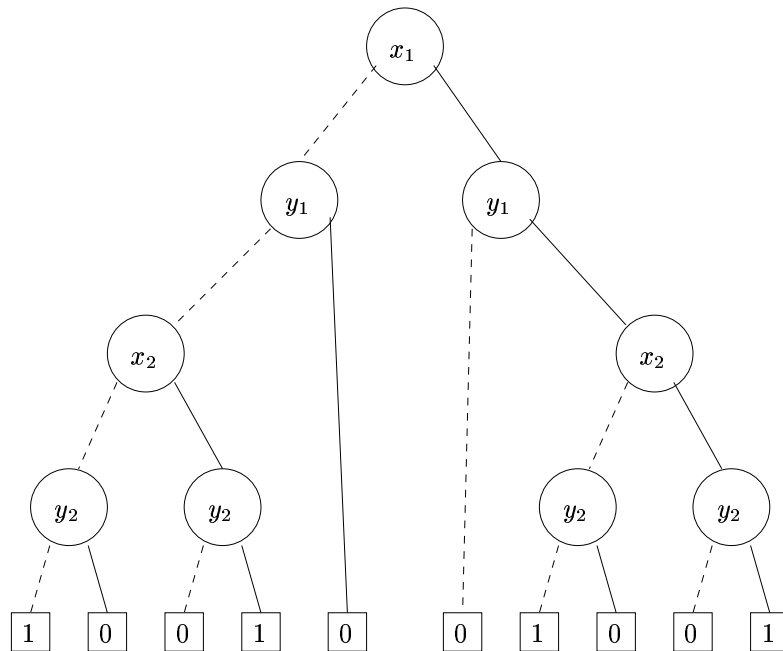 x₁
y₁ y₁
x₂ x₂
y₂ y₂ y₂ y₂
1 0 0 1 0 0 1 0 0 1